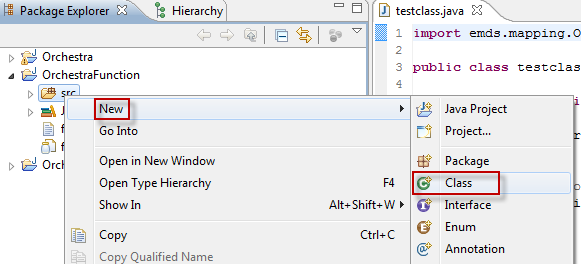 Package Explorer
Hierarchy
testclass.java
Orchestra
OrchestraFunction
src
New
Go Into
Open in New Window
Open Type Hierarchy F4
Show In Alt+Shift+W
Copy Ctrl+C
Copy Qualified Name
Java Project
Project...
Package
Class
Interface
Enum
Annotation
1 import emds.mapping.O
2
3 public class testclass
4